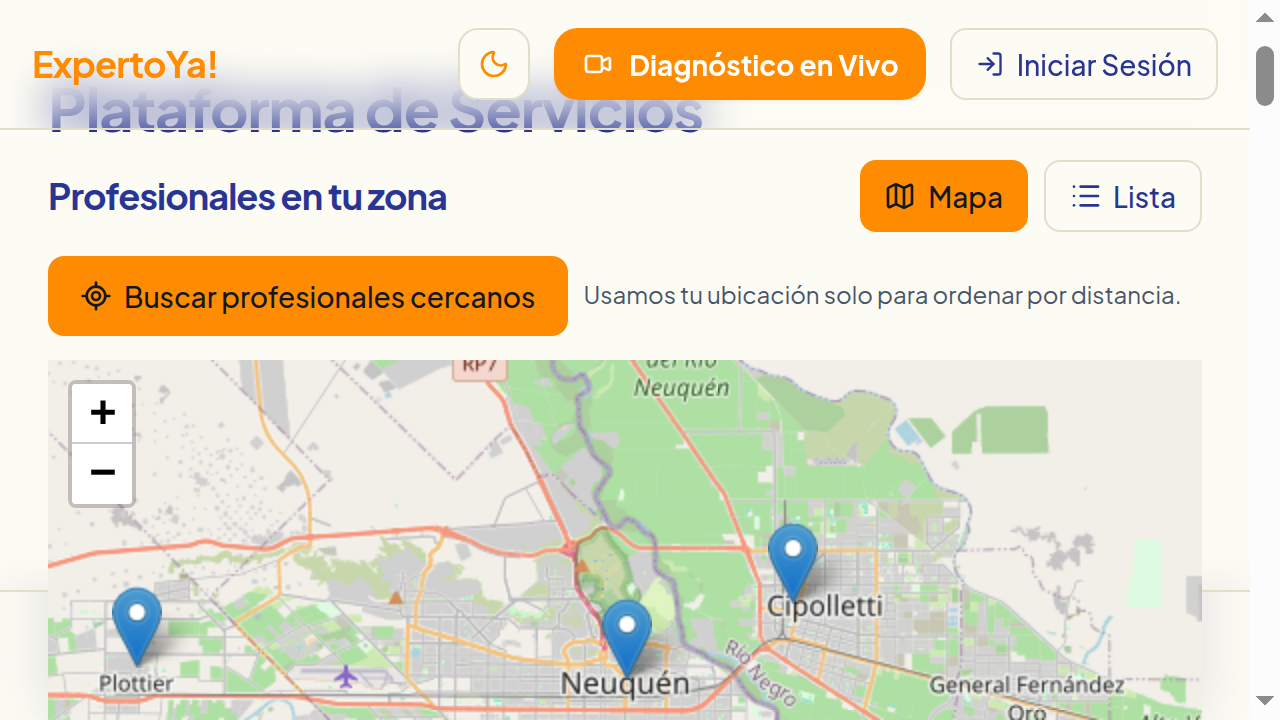 ExpertoYa!
Diagnóstico en Vivo
Iniciar Sesión
Plataforma de Servicios
Profesionales en tu zona
Mapa
Lista
Buscar profesionales cercanos
Usamos tu ubicación solo para ordenar por distancia.
RP7
del Río
Neuquén
+
−
Cipolletti
Río Negro
Plottier
Neuquén
General Fernández
Oro